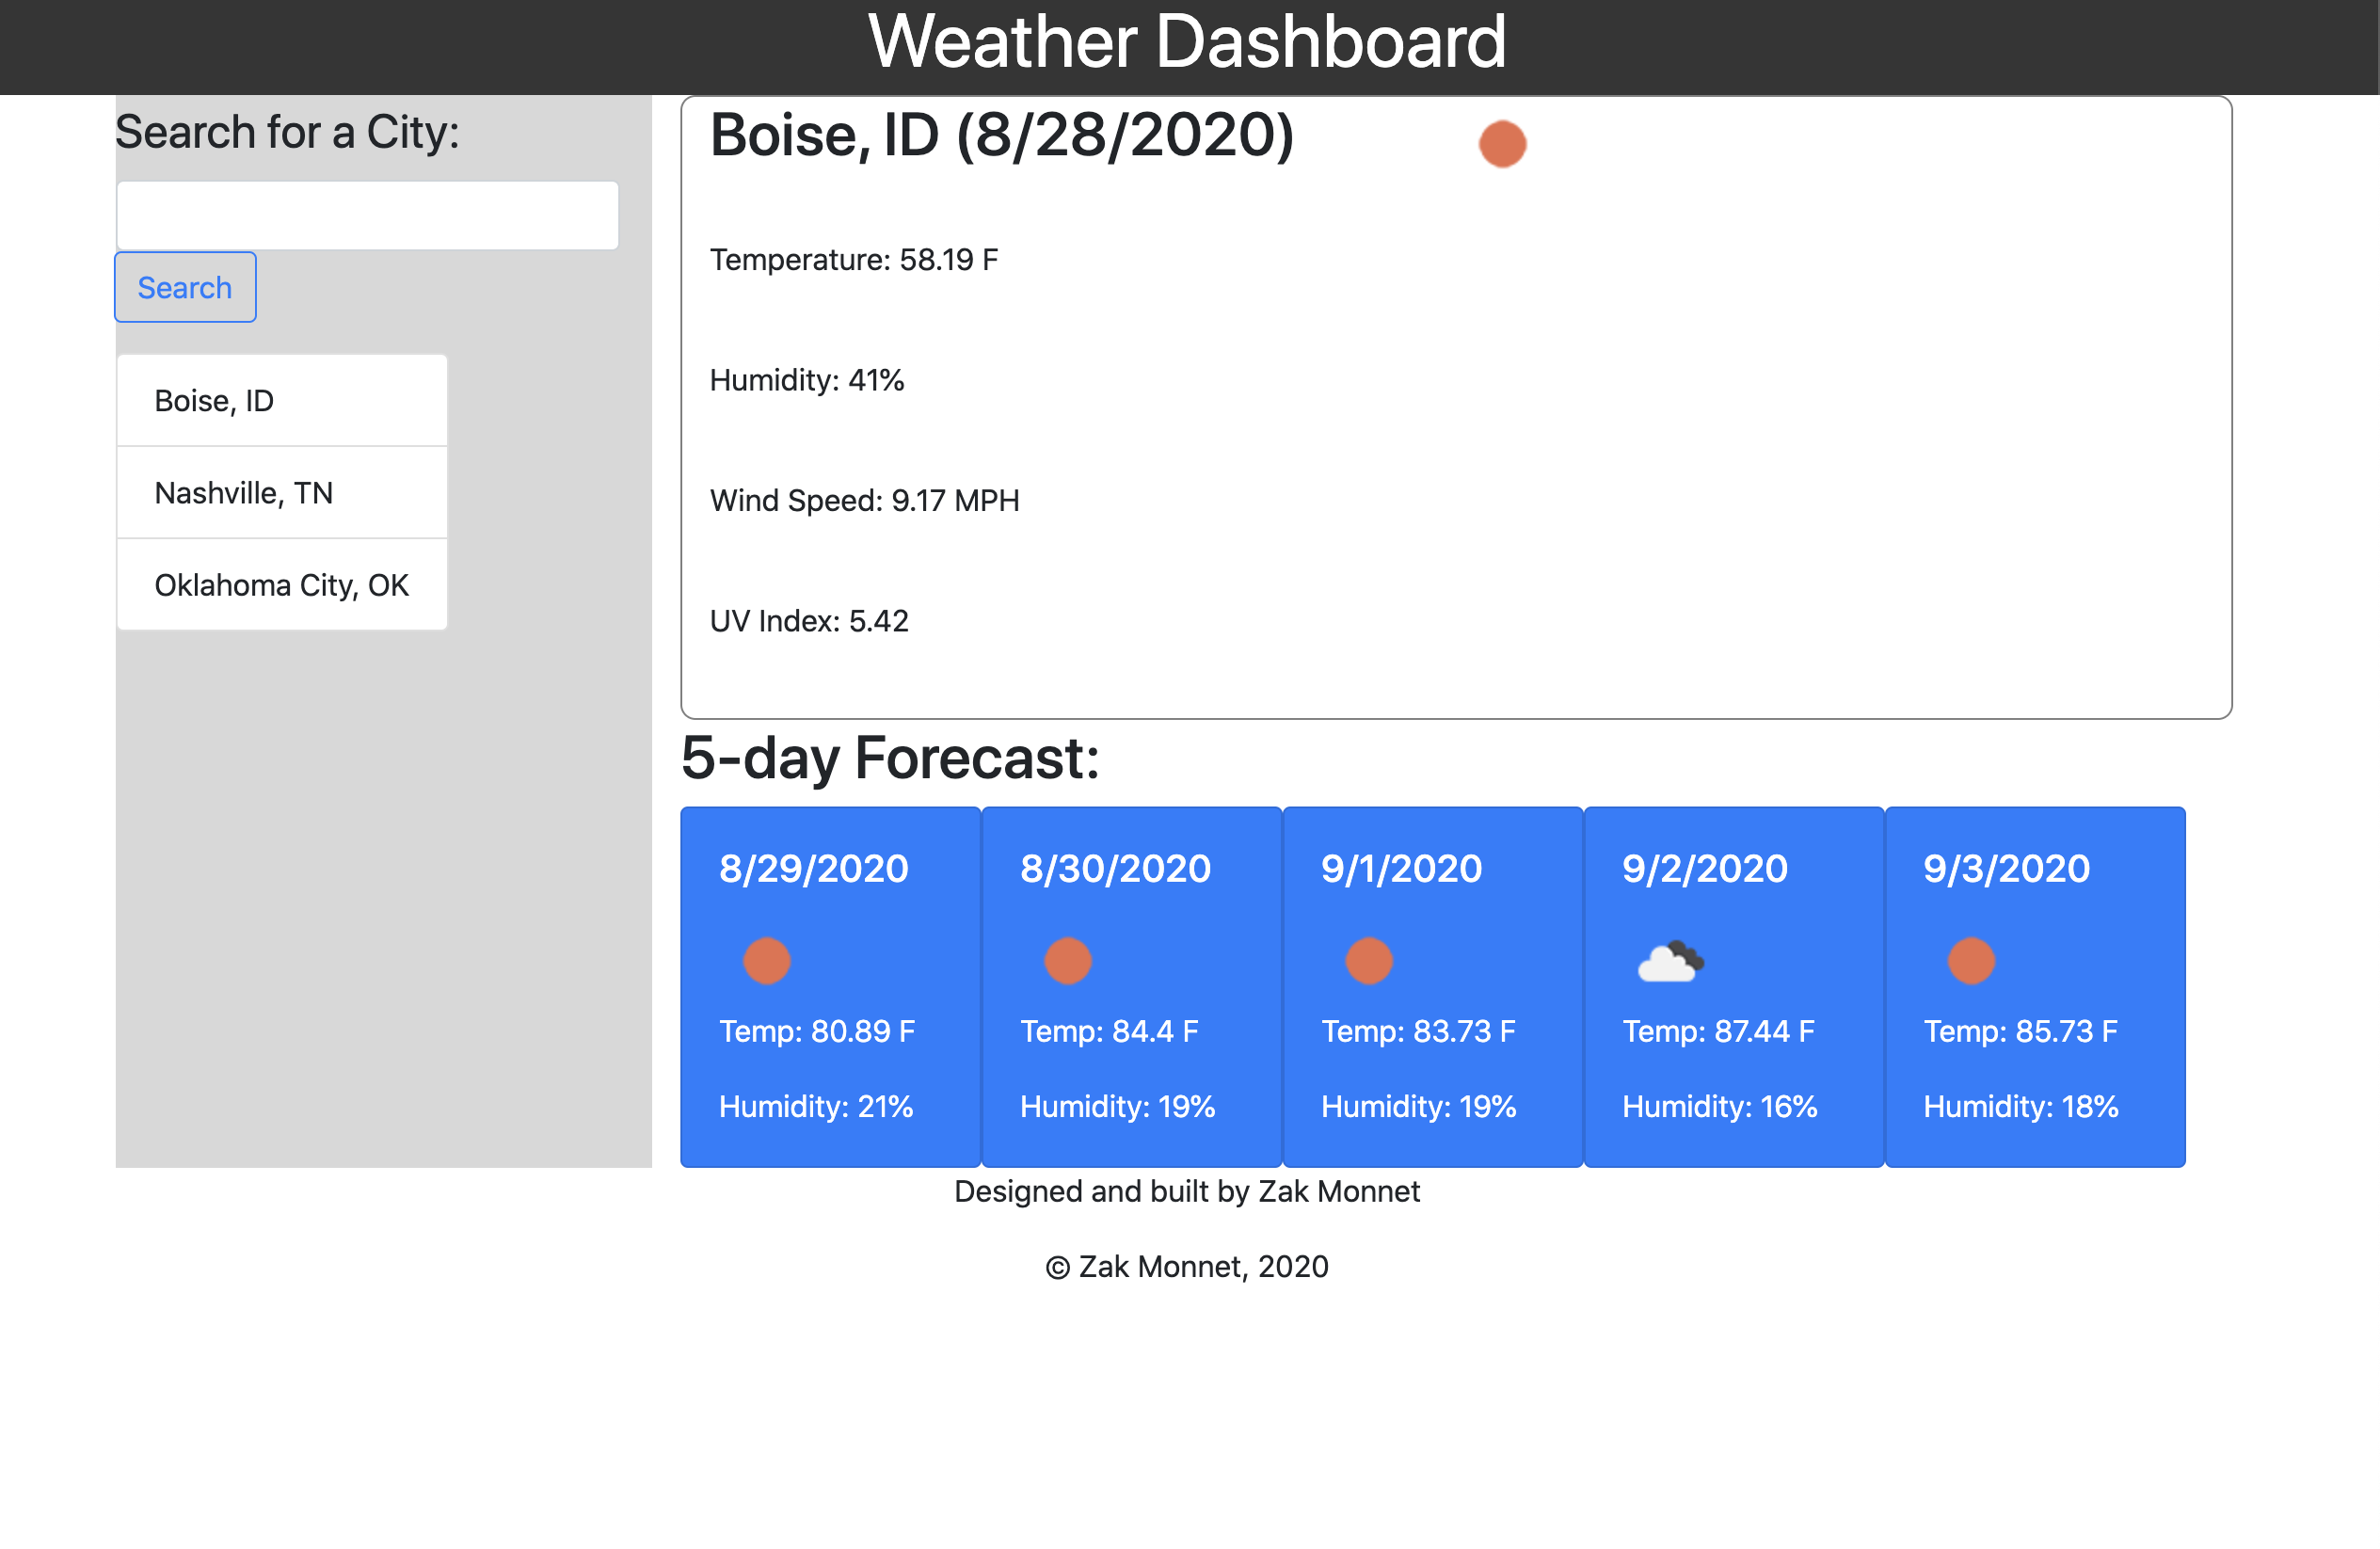 Weather Dashboard
Search for a City:
Search
Boise, ID
Nashville, TN
Oklahoma City, OK
Boise, ID (8/28/2020)
Temperature: 58.19 F
Humidity: 41%
Wind Speed: 9.17 MPH
UV Index: 5.42
5-day Forecast:
8/29/2020
Temp: 80.89 F
Humidity: 21%
8/30/2020
Temp: 84.4 F
Humidity: 19%
9/1/2020
Temp: 83.73 F
Humidity: 19%
9/2/2020
Temp: 87.44 F
Humidity: 16%
9/3/2020
Temp: 85.73 F
Humidity: 18%
Designed and built by Zak Monnet
© Zak Monnet, 2020